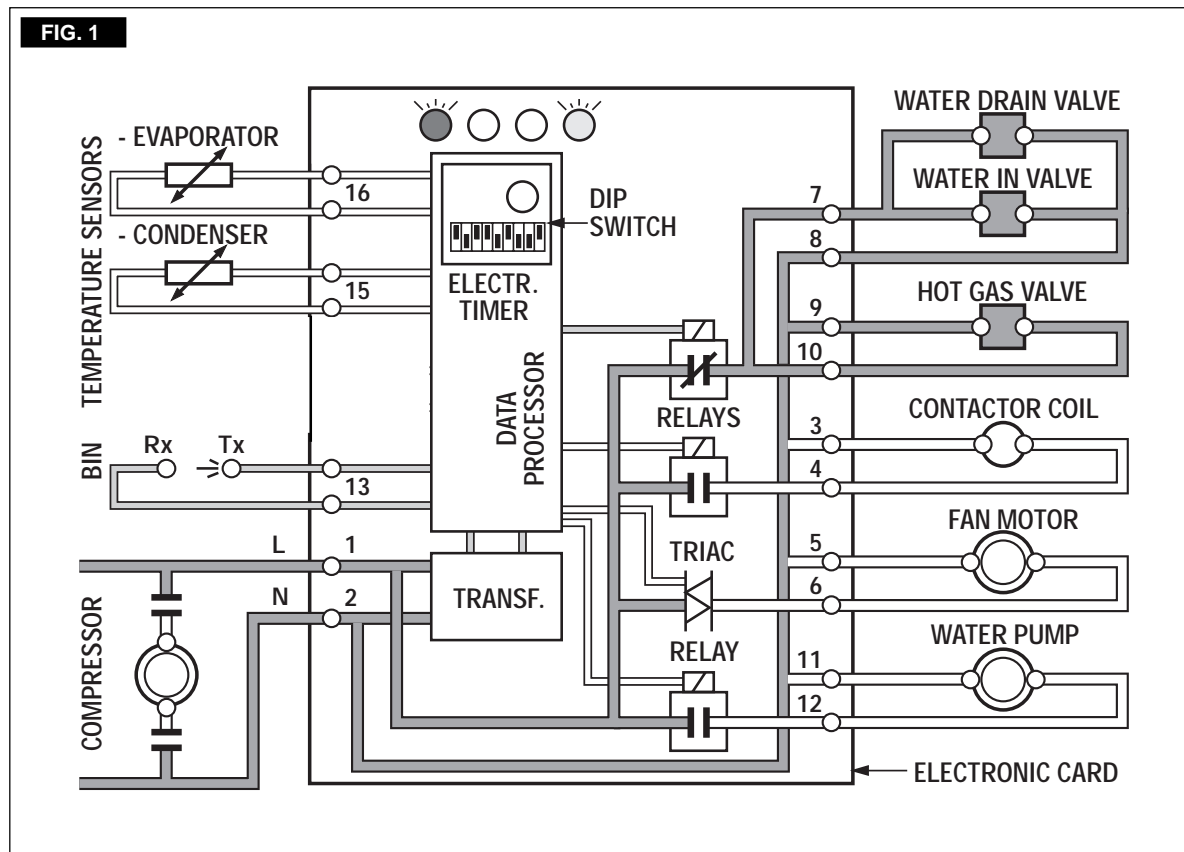 FIG. 1
TEMPERATURE SENSORS
- EVAPORATOR
16
- CONDENSER
15
BIN
Rx
Tx
13
L
1
N
2
COMPRESSOR
DIP
SWITCH
ELECTR.
TIMER
DATA
PROCESSOR
TRANSF.
RELAYS
TRIAC
RELAY
WATER DRAIN VALVE
WATER IN VALVE
7
8
HOT GAS VALVE
9
10
CONTACTOR COIL
3
4
FAN MOTOR
5
6
WATER PUMP
11
12
ELECTRONIC CARD